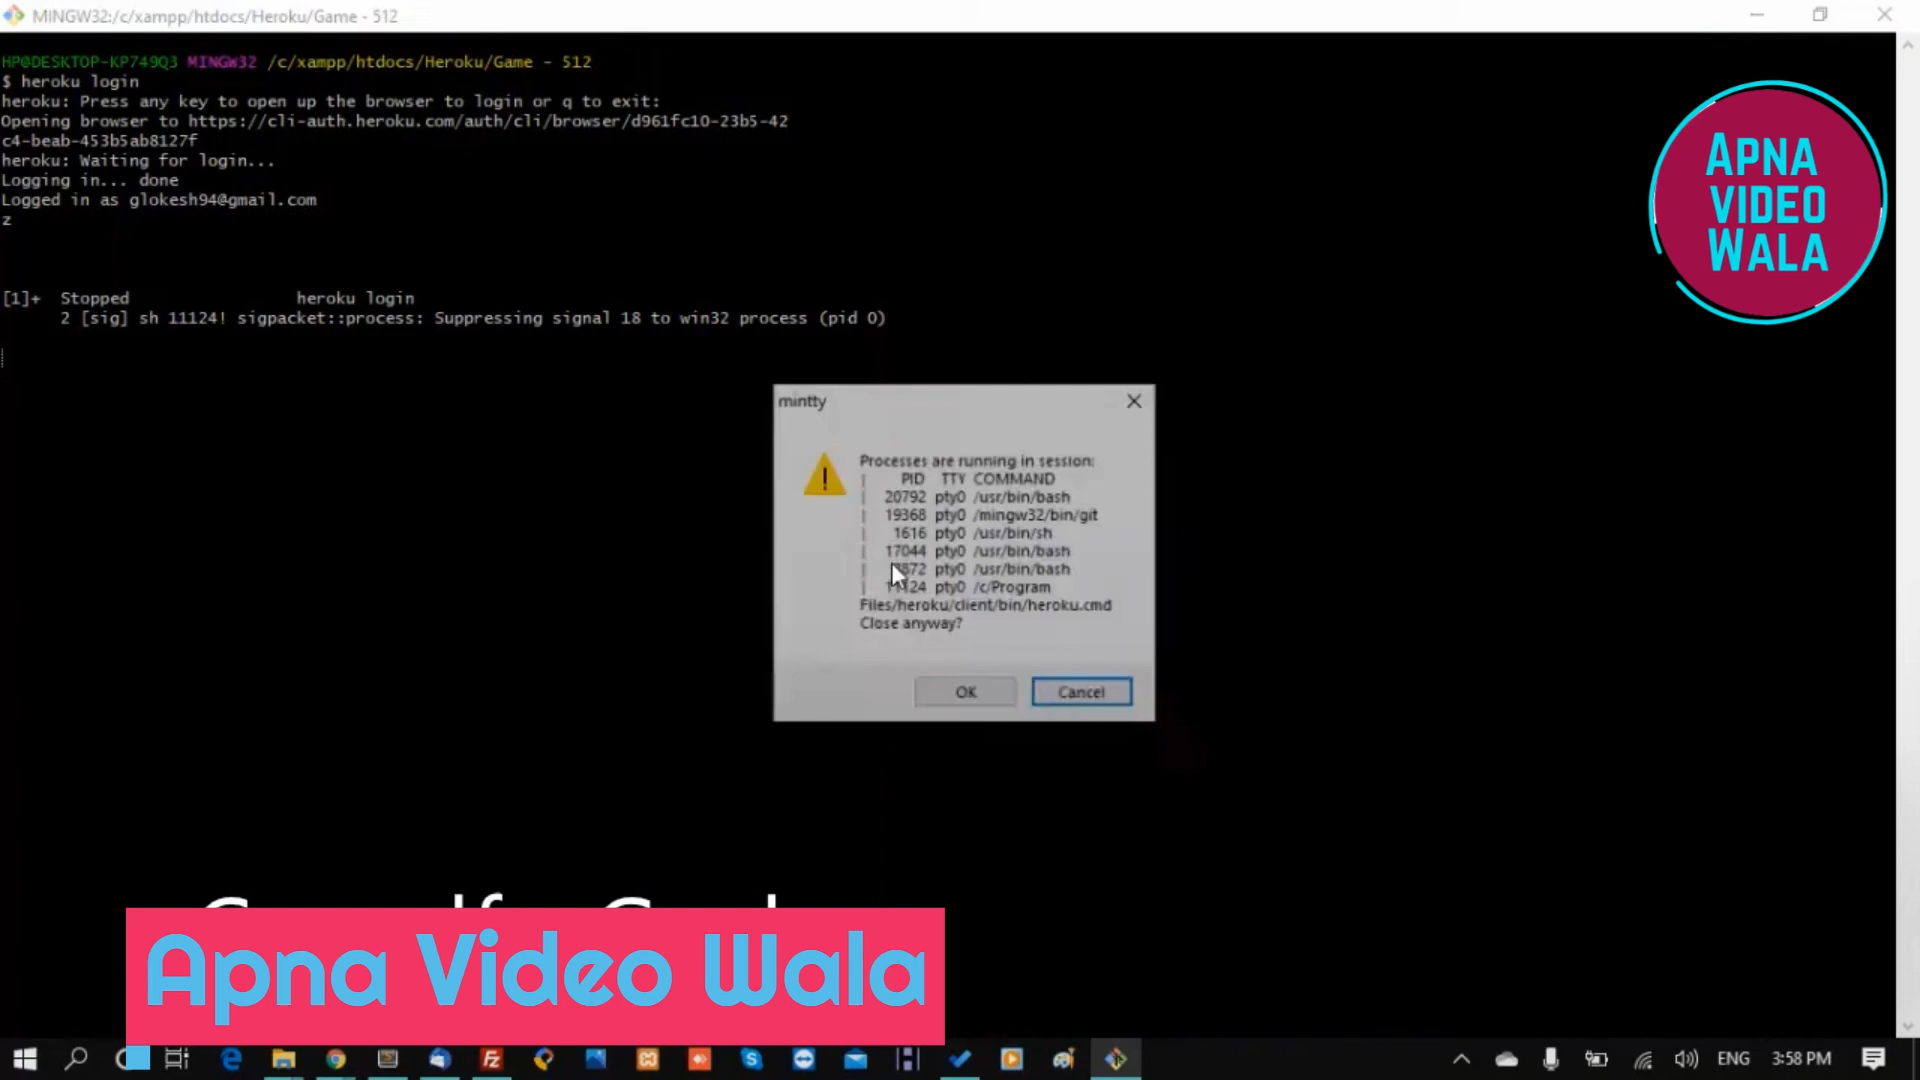 MINGW32:/c/xampp/htdocs/Heroku/Game - 512
HP@DESKTOP-KP749Q3 MINGW32 /c/xampp/htdocs/Heroku/Game - 512
$ heroku login
heroku: Press any key to open up the browser to login or q to exit:
Opening browser to https://cli-auth.heroku.com/auth/cli/browser/d961fc10-23b5-42
c4-beab-453b5ab8127f
heroku: Waiting for login...
Logging in... done
Logged in as glokesh94@gmail.com
z
[1]+ Stopped heroku login
2 [sig] sh 11124! sigpacket::process: Suppressing signal 18 to win32 process (pid 0)
APNA
VIDEO
WALA
mintty
Processes are running in session:
| PID TTY COMMAND
| 20792 pty0 /usr/bin/bash
| 19368 pty0 /mingw32/bin/git
| 1616 pty0 /usr/bin/sh
| 17044 pty0 /usr/bin/bash
| pty0 /usr/bin/bash
| 11124 pty0 /c/Program
Files/heroku/client/bin/heroku.cmd
Close anyway?
OK Cancel
Apna Video Wala
ENG 3:58 PM